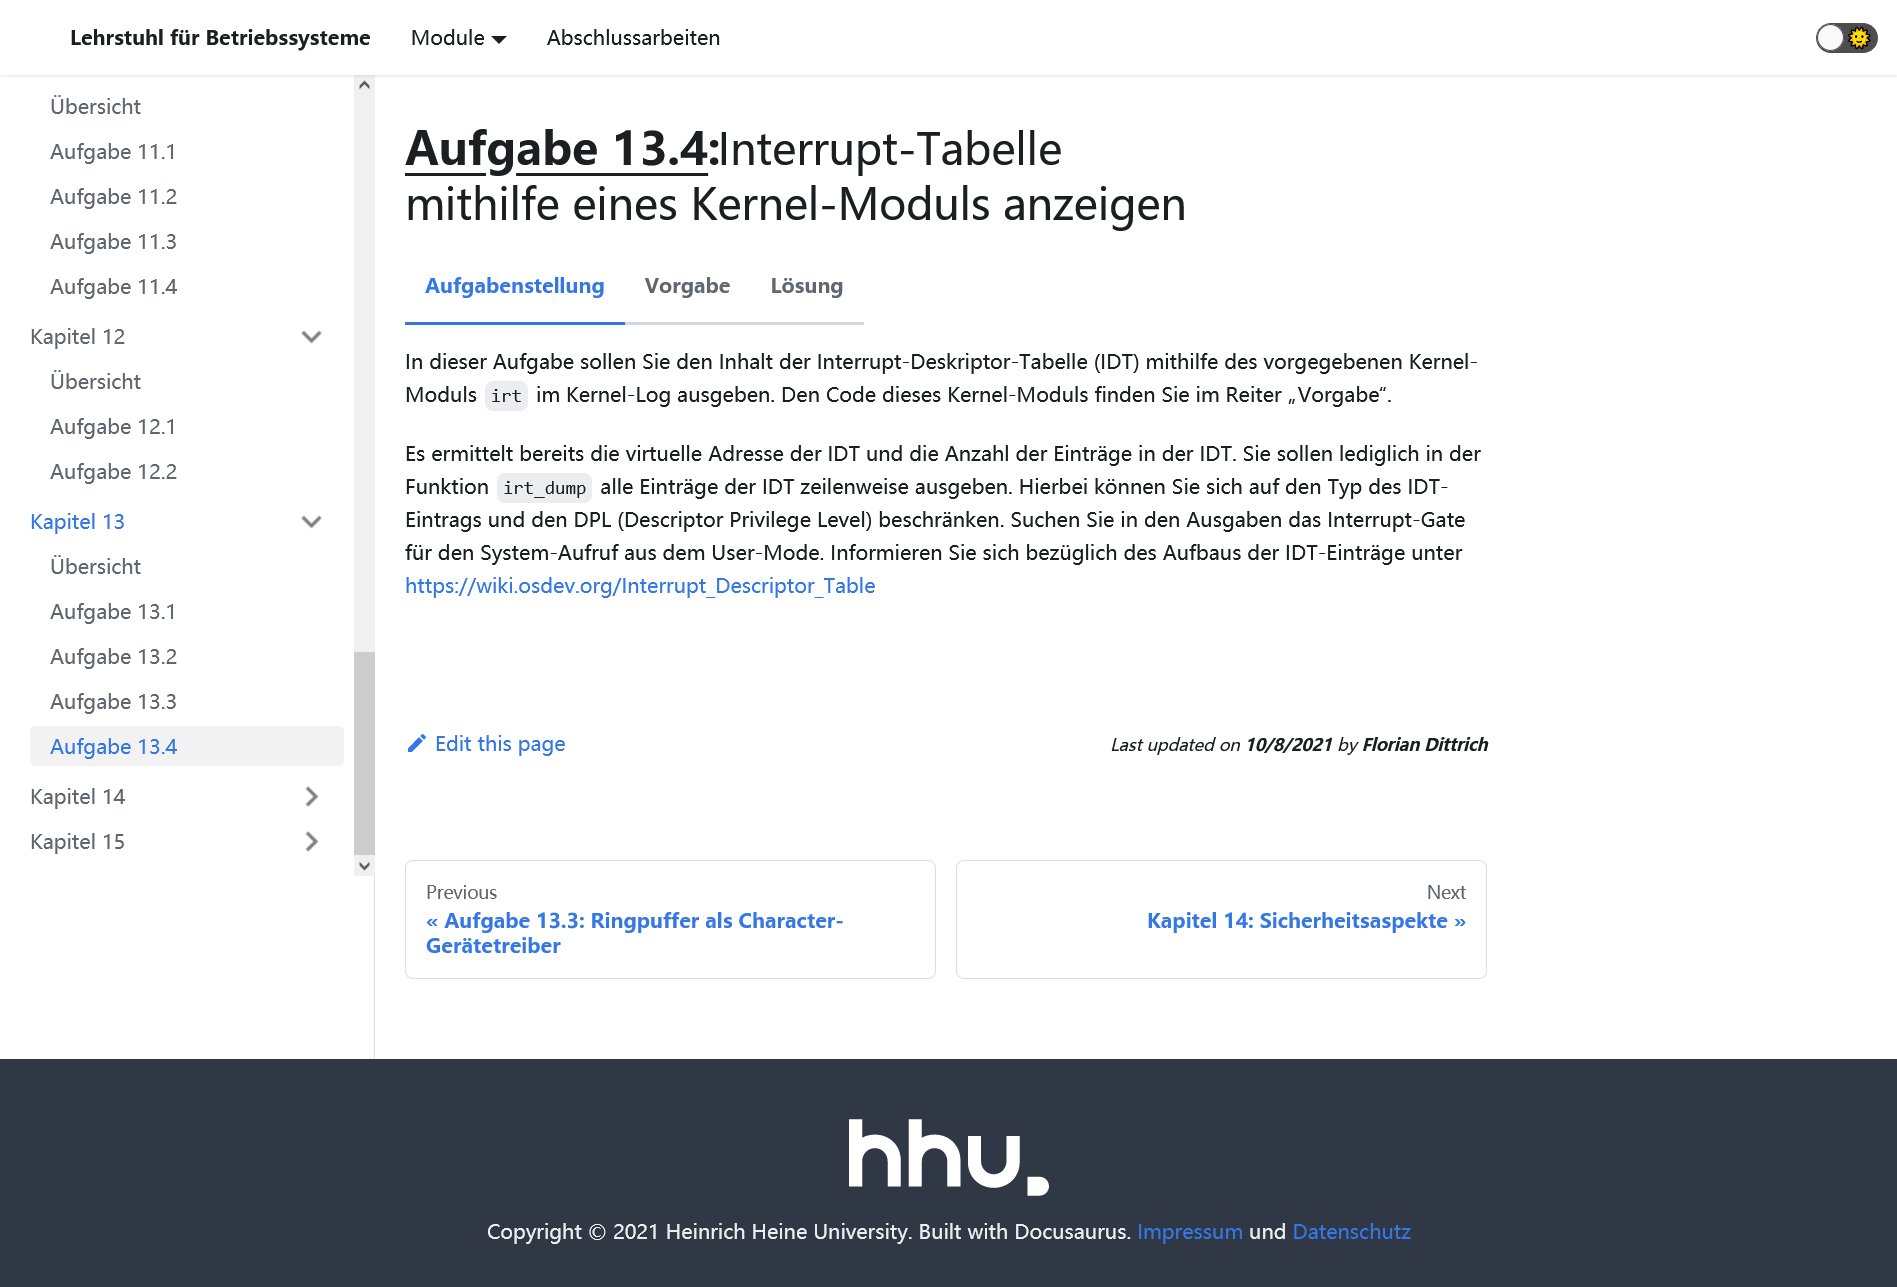 Lehrstuhl für Betriebssysteme Module Abschlussarbeiten
Übersicht
Aufgabe 11.1
Aufgabe 11.2
Aufgabe 11.3
Aufgabe 11.4
Kapitel 12
Übersicht
Aufgabe 12.1
Aufgabe 12.2
Kapitel 13
Übersicht
Aufgabe 13.1
Aufgabe 13.2
Aufgabe 13.3
Aufgabe 13.4
Kapitel 14
Kapitel 15
Aufgabe 13.4:Interrupt-Tabelle
mithilfe eines Kernel-Moduls anzeigen
Aufgabenstellung Vorgabe Lösung
In dieser Aufgabe sollen Sie den Inhalt der Interrupt-Deskriptor-Tabelle (IDT) mithilfe des vorgegebenen Kernel-
Moduls irt im Kernel-Log ausgeben. Den Code dieses Kernel-Moduls finden Sie im Reiter „Vorgabe“.
Es ermittelt bereits die virtuelle Adresse der IDT und die Anzahl der Einträge in der IDT. Sie sollen lediglich in der
Funktion irt_dump alle Einträge der IDT zeilenweise ausgeben. Hierbei können Sie sich auf den Typ des IDT-
Eintrags und den DPL (Descriptor Privilege Level) beschränken. Suchen Sie in den Ausgaben das Interrupt-Gate
für den System-Aufruf aus dem User-Mode. Informieren Sie sich bezüglich des Aufbaus der IDT-Einträge unter
https://wiki.osdev.org/Interrupt_Descriptor_Table
Edit this page
Last updated on 10/8/2021 by Florian Dittrich
Previous
« Aufgabe 13.3: Ringpuffer als Character-
Gerätetreiber
Next
Kapitel 14: Sicherheitsaspekte »
hhu.
Copyright © 2021 Heinrich Heine University. Built with Docusaurus. Impressum und Datenschutz